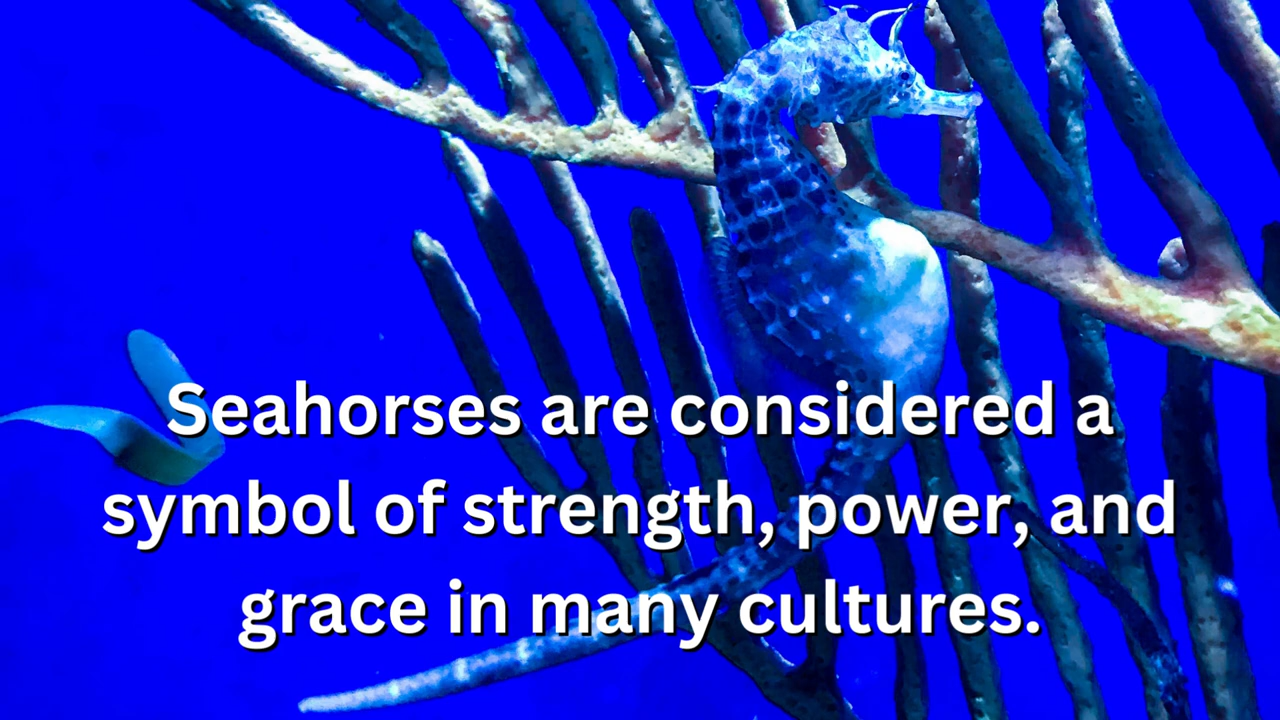 Seahorses are considered a
symbol of strength, power, and
grace in many cultures.